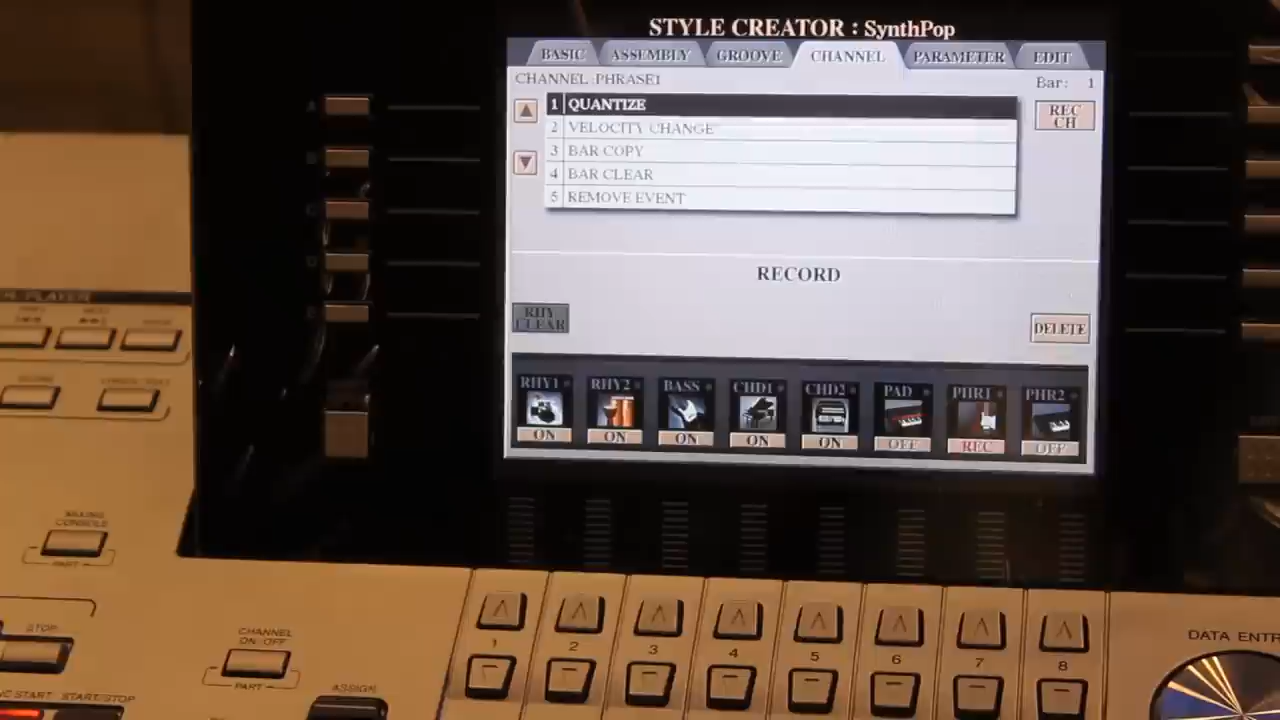 STYLE CREATOR : SynthPop
BASIC ASSEMBLY GROOVE CHANNEL PARAMETER EDIT
CHANNEL :PHRASE1
Bar: 1
1 QUANTIZE
2 VELOCITY CHANGE
3 BAR COPY
4 BAR CLEAR
5 REMOVE EVENT
REC
CH
RECORD
RHY
CLEAR
DELETE
RHY1 RHY2 BASS CHD1 CHD2 PAD PHR1 PHR2
ON ON ON ON ON OFF REC OFF
PLAYER
MIXING
CONSOLE
PART
STOP
CHANNEL
ON/OFF
PART
1 2 3 4 5 6 7 8
DATA ENTR
START START/STOP
ASSIGN